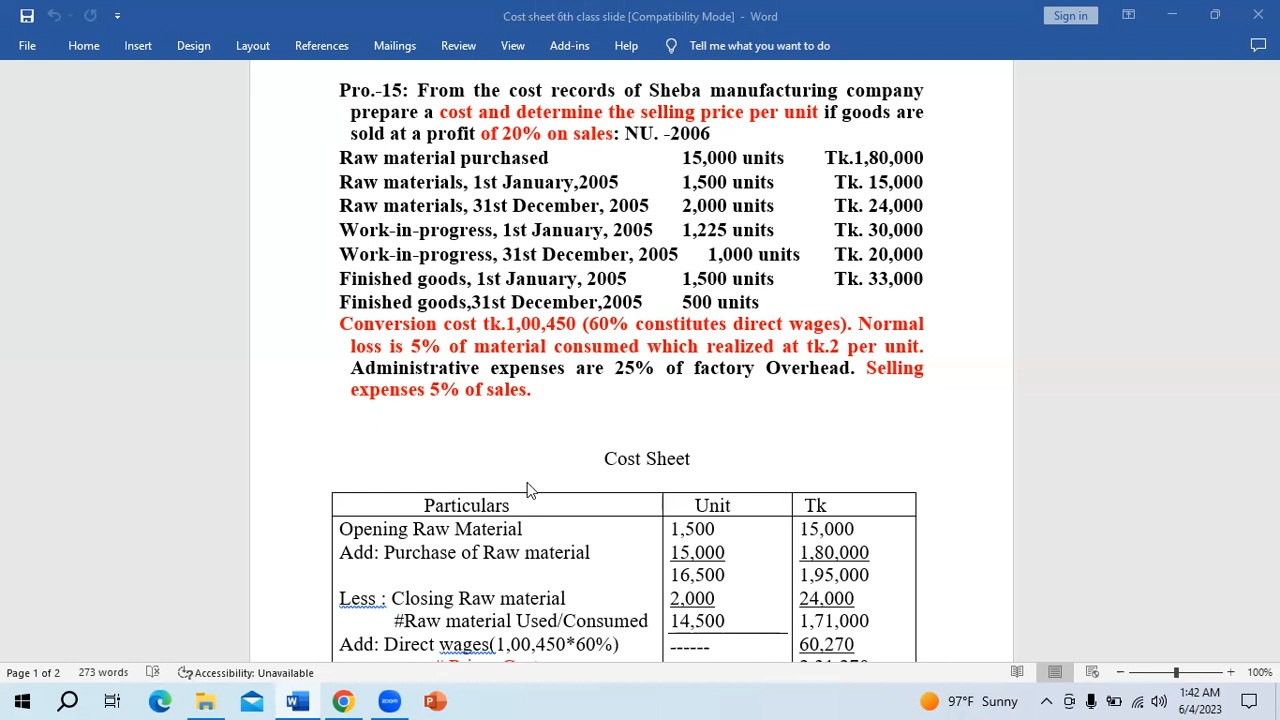 Cost sheet 6th class slide [Compatibility Mode] - Word
Sign in
File Home Insert Design Layout References Mailings Review View Add-ins Help Tell me what you want to do
Pro.-15: From the cost records of Sheba manufacturing company
prepare a cost and determine the selling price per unit if goods are
sold at a profit of 20% on sales: NU. -2006
Raw material purchased 15,000 units Tk.1,80,000
Raw materials, 1st January,2005 1,500 units Tk. 15,000
Raw materials, 31st December, 2005 2,000 units Tk. 24,000
Work-in-progress, 1st January, 2005 1,225 units Tk. 30,000
Work-in-progress, 31st December, 2005 1,000 units Tk. 20,000
Finished goods, 1st January, 2005 1,500 units Tk. 33,000
Finished goods,31st December,2005 500 units
Conversion cost tk.1,00,450 (60% constitutes direct wages). Normal
loss is 5% of material consumed which realized at tk.2 per unit.
Administrative expenses are 25% of factory Overhead. Selling
expenses 5% of sales.
Cost Sheet
Particulars Unit Tk
Opening Raw Material 1,500 15,000
Add: Purchase of Raw material 15,000 1,80,000
16,500 1,95,000
Less : Closing Raw material 2,000 24,000
#Raw material Used/Consumed 14,500 1,71,000
Add: Direct wages(1,00,450*60%) ------ 60,270
Page 1 of 2 273 words Accessibility: Unavailable 100%
zoom 97°F Sunny 1:42 AM
6/4/2023